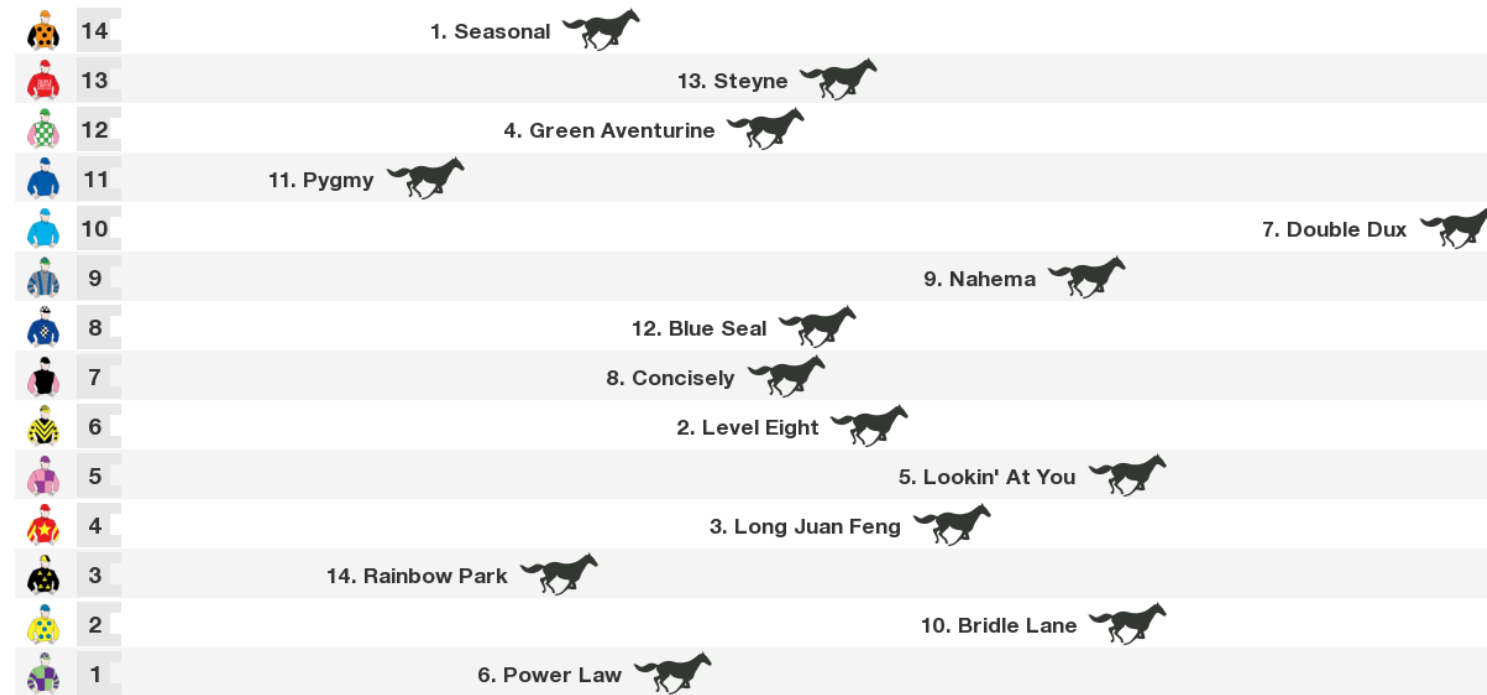 14 1. Seasonal
13 13. Steyne
12 4. Green Aventurine
11 11. Pygmy
10 7. Double Dux
9 9. Nahema
8 12. Blue Seal
7 8. Concisely
6 2. Level Eight
5 5. Lookin' At You
4 3. Long Juan Feng
3 14. Rainbow Park
2 10. Bridle Lane
1 6. Power Law